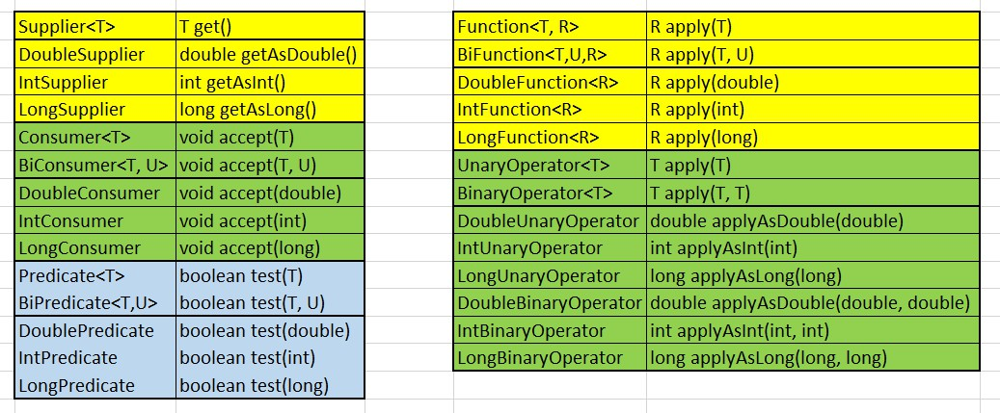 Supplier<T> T get()
DoubleSupplier double getAsDouble()
IntSupplier int getAsInt()
LongSupplier long getAsLong()
Consumer<T> void accept(T)
BiConsumer<T, U> void accept(T, U)
DoubleConsumer void accept(double)
IntConsumer void accept(int)
LongConsumer void accept(long)
Predicate<T> boolean test(T)
BiPredicate<T,U> boolean test(T, U)
DoublePredicate boolean test(double)
IntPredicate boolean test(int)
LongPredicate boolean test(long)
Function<T, R> R apply(T)
BiFunction<T,U,R> R apply(T, U)
DoubleFunction<R> R apply(double)
IntFunction<R> R apply(int)
LongFunction<R> R apply(long)
UnaryOperator<T> T apply(T)
BinaryOperator<T> T apply(T, T)
DoubleUnaryOperator double applyAsDouble(double)
IntUnaryOperator int applyAsInt(int)
LongUnaryOperator long applyAsLong(long)
DoubleBinaryOperator double applyAsDouble(double, double)
IntBinaryOperator int applyAsInt(int, int)
LongBinaryOperator long applyAsLong(long, long)